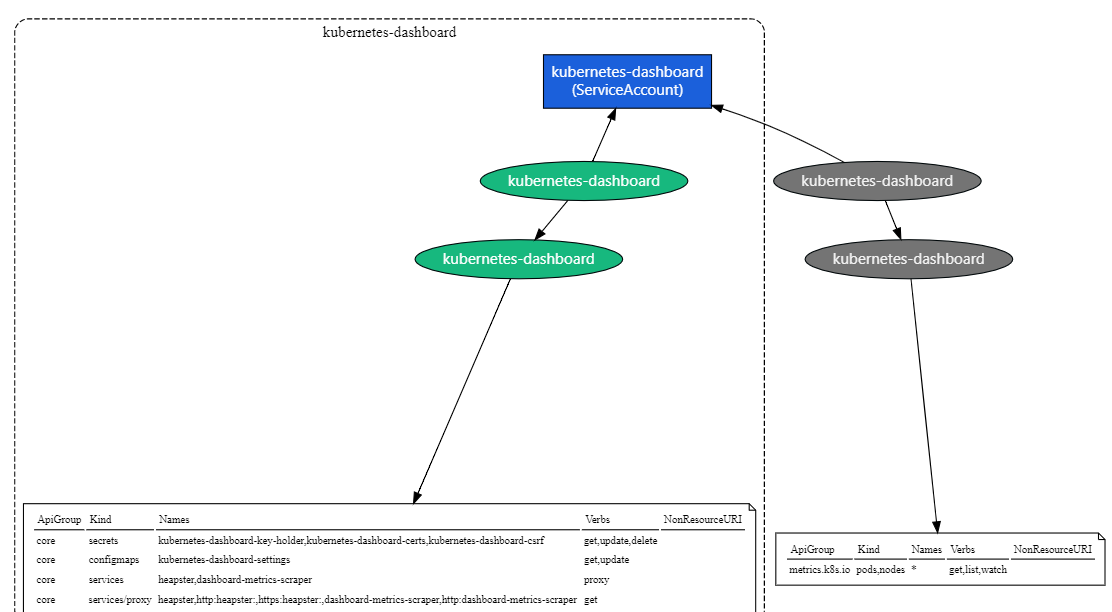 kubernetes-dashboard
kubernetes-dashboard
(ServiceAccount)
kubernetes-dashboard
kubernetes-dashboard
kubernetes-dashboard
kubernetes-dashboard
ApiGroup Kind Names Verbs NonResourceURI
core secrets kubernetes-dashboard-key-holder,kubernetes-dashboard-certs,kubernetes-dashboard-csrf get,update,delete
core configmaps kubernetes-dashboard-settings get,update
core services heapster,dashboard-metrics-scraper proxy
core services/proxy heapster,http:heapster:,https:heapster:,dashboard-metrics-scraper,http:dashboard-metrics-scraper get
ApiGroup Kind Names Verbs NonResourceURI
metrics.k8s.io pods,nodes * get,list,watch